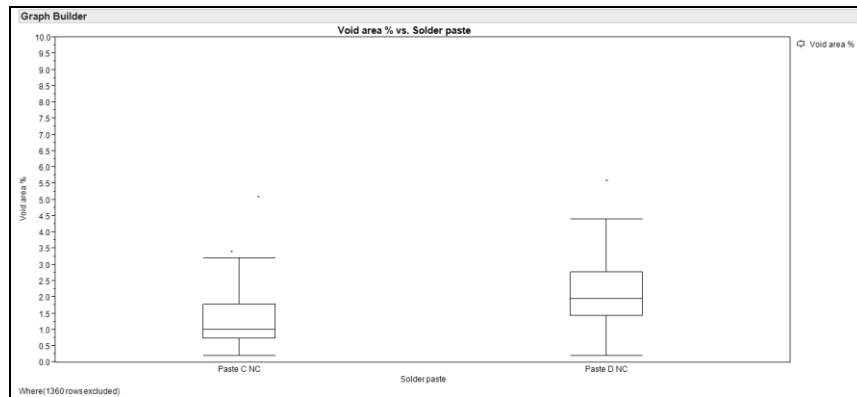 Graph Builder
Void area % vs. Solder paste
10.0
9.5
9.0
8.5
8.0
7.5
7.0
6.5
6.0
5.5
5.0
4.5
4.0
3.5
3.0
2.5
2.0
1.5
1.0
0.5
0.0
Void area %
Void area %
Paste C NC
Paste D NC
Solder paste
Where(1360 rows excluded)